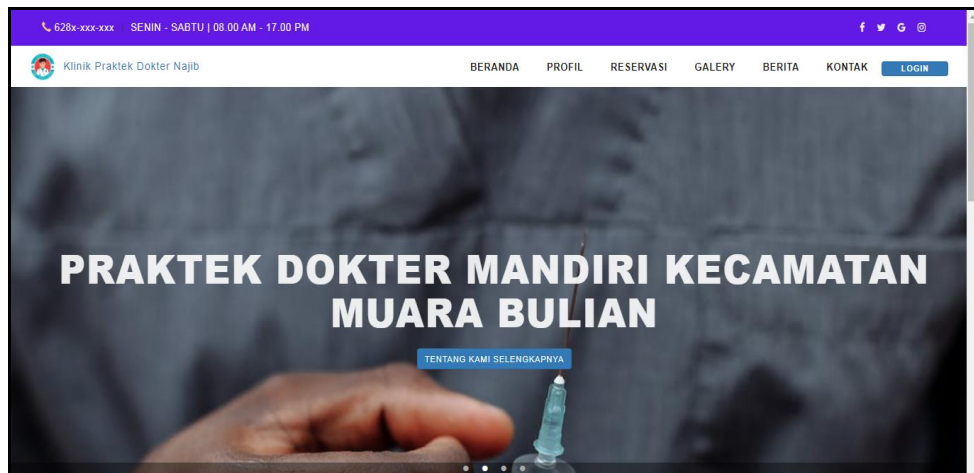 628x-xxx-xxx SENIN - SABTU | 08.00 AM - 17.00 PM
Klinik Praktek Dokter Najib BERANDA PROFIL RESERVASI GALERY BERITA KONTAK LOGIN
PRAKTEK DOKTER MANDIRI KECAMATAN
MUARA BULIAN
TENTANG KAMI SELENGKAPNYA